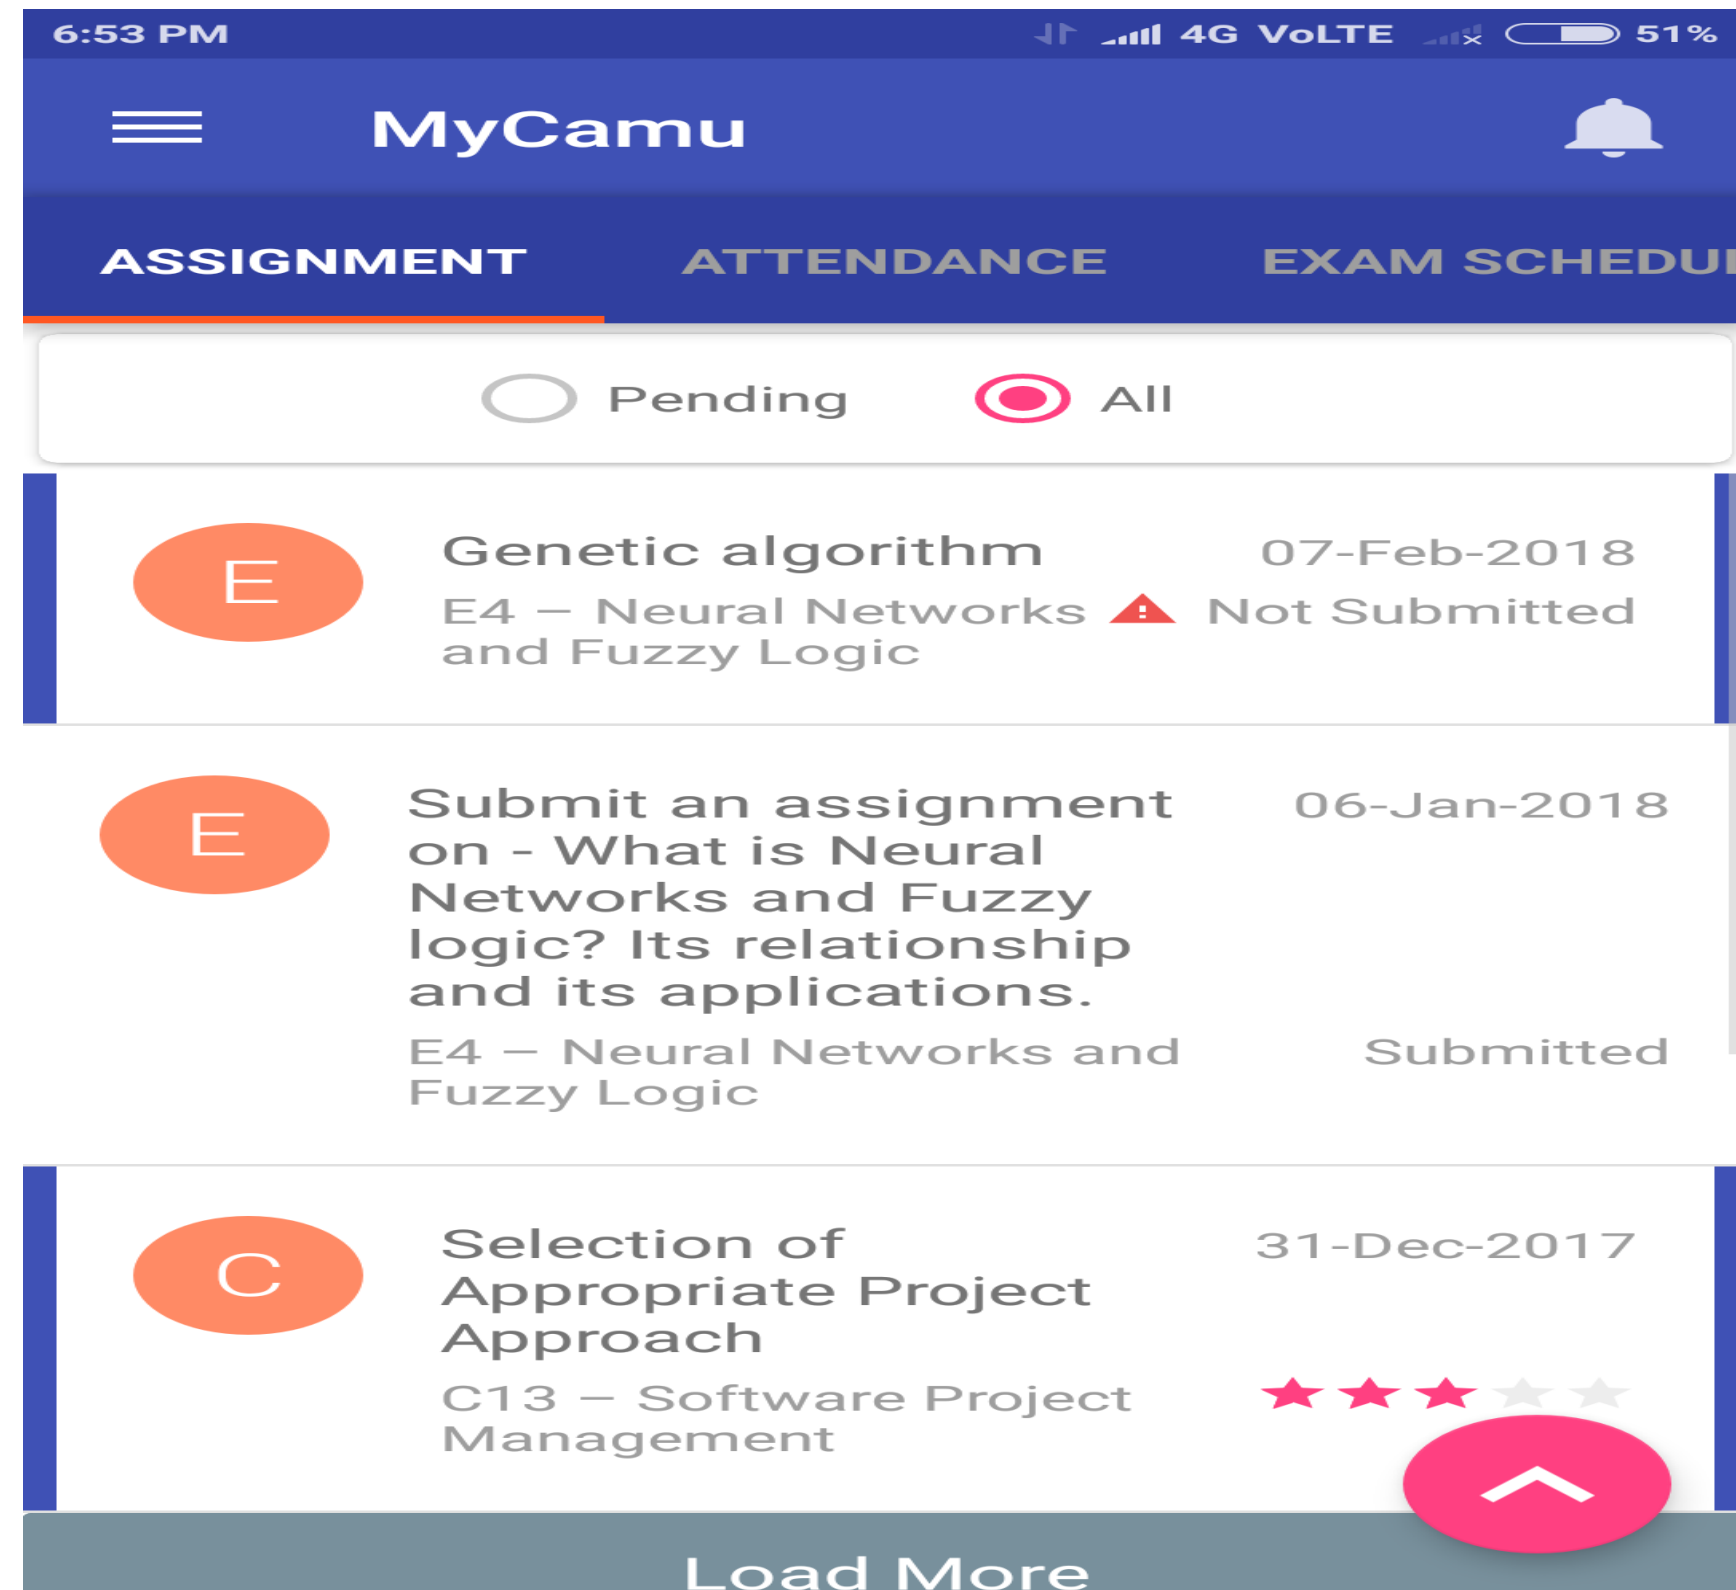 6:53 PM 4G VoLTE 51%
MyCamu
ASSIGNMENT ATTENDANCE EXAM SCHEDUL
Pending All
E
Genetic algorithm 07-Feb-2018
E4 – Neural Networks Not Submitted
and Fuzzy Logic
E
Submit an assignment 06-Jan-2018
on - What is Neural
Networks and Fuzzy
logic? Its relationship
and its applications.
E4 – Neural Networks and Submitted
Fuzzy Logic
C
Selection of 31-Dec-2017
Appropriate Project
Approach
C13 – Software Project
Management
Load More